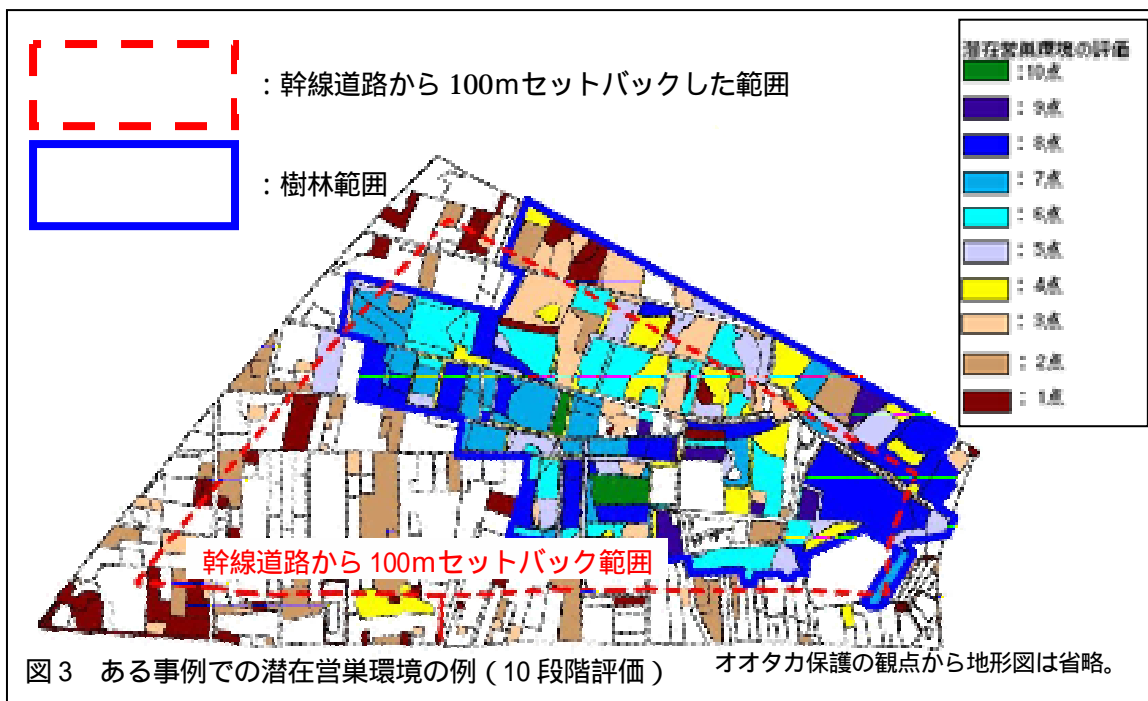 ：幹線道路から 100mセットバックした範囲
：樹林範囲
潜在営巣環境の評価
：10点
：9点
：8点
：7点
：6点
：5点
：4点
：3点
：2点
：1点
幹線道路から 100mセットバック範囲
図3　ある事例での潜在営巣環境の例（10 段階評価）
オオタカ保護の観点から地形図は省略。